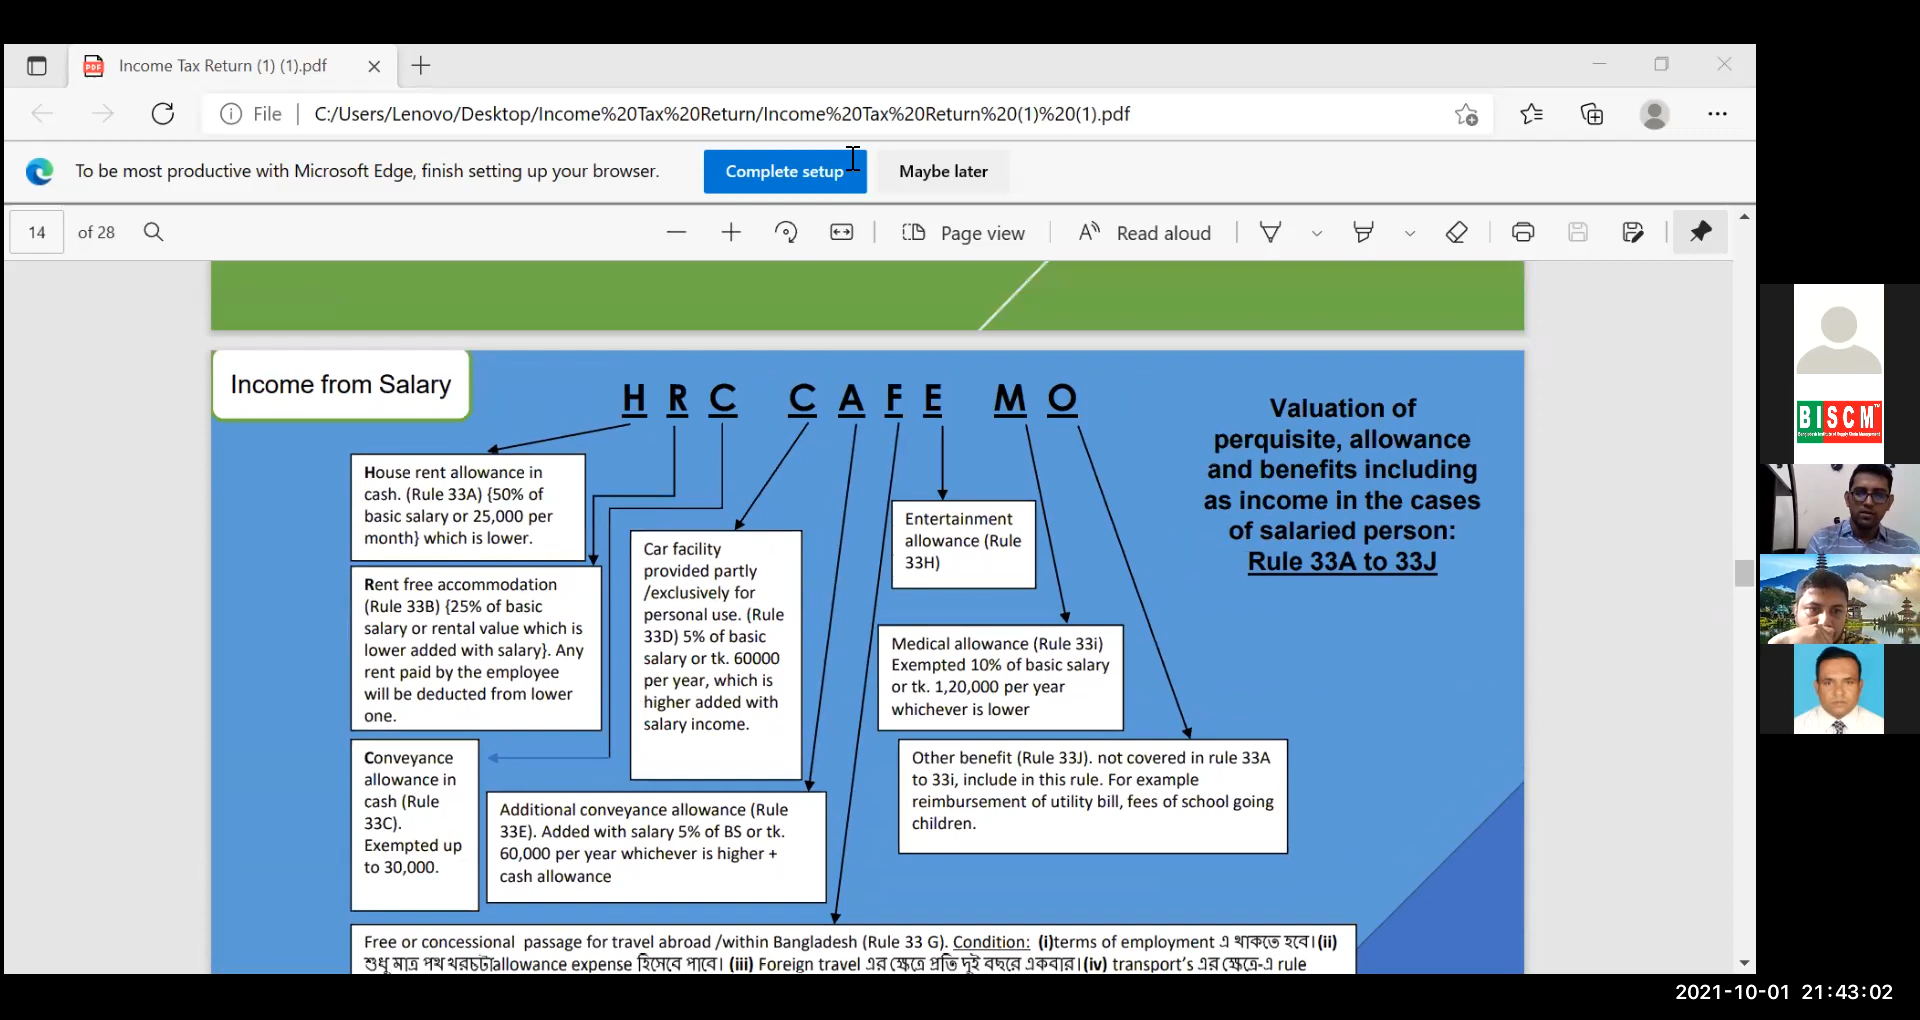 Income Tax Return (1) (1).pdf
File
C:/Users/Lenovo/Desktop/Income%20Tax%20Return/Income%20Tax%20Return%20(1)%20(1).pdf
To be most productive with Microsoft Edge, finish setting up your browser.
Complete setup
Maybe later
14
of 28
Page view
Read aloud
Income from Salary
H R C C A F E M O
Valuation of
perquisite, allowance
and benefits including
as income in the cases
of salaried person:
Rule 33A to 33J
House rent allowance in
cash. (Rule 33A) {50% of
basic salary or 25,000 per
month} which is lower.
Rent free accommodation
(Rule 33B) {25% of basic
salary or rental value which is
lower added with salary}. Any
rent paid by the employee
will be deducted from lower
one.
Conveyance
allowance in
cash (Rule
33C).
Exempted up
to 30,000.
Car facility
provided partly
/exclusively for
personal use. (Rule
33D) 5% of basic
salary or tk. 60000
per year, which is
higher added with
salary income.
Additional conveyance allowance (Rule
33E). Added with salary 5% of BS or tk.
60,000 per year whichever is higher +
cash allowance
Entertainment
allowance (Rule
33H)
Medical allowance (Rule 33i)
Exempted 10% of basic salary
or tk. 1,20,000 per year
whichever is lower
Other benefit (Rule 33J). not covered in rule 33A
to 33i, include in this rule. For example
reimbursement of utility bill, fees of school going
children.
Free or concessional passage for travel abroad /within Bangladesh (Rule 33 G). Condition: (i)terms of employment এ থাকতে হবে।(ii)
শুধু মাত্র পথ খরচটাallowance expense হিসেবে পাবে। (iii) Foreign travel এর ক্ষেত্রে প্রতি দুই বছরে একবার।(iv) transport's এর ক্ষেত্রে-এ rule
BISCM
2021-10-01 21:43:02